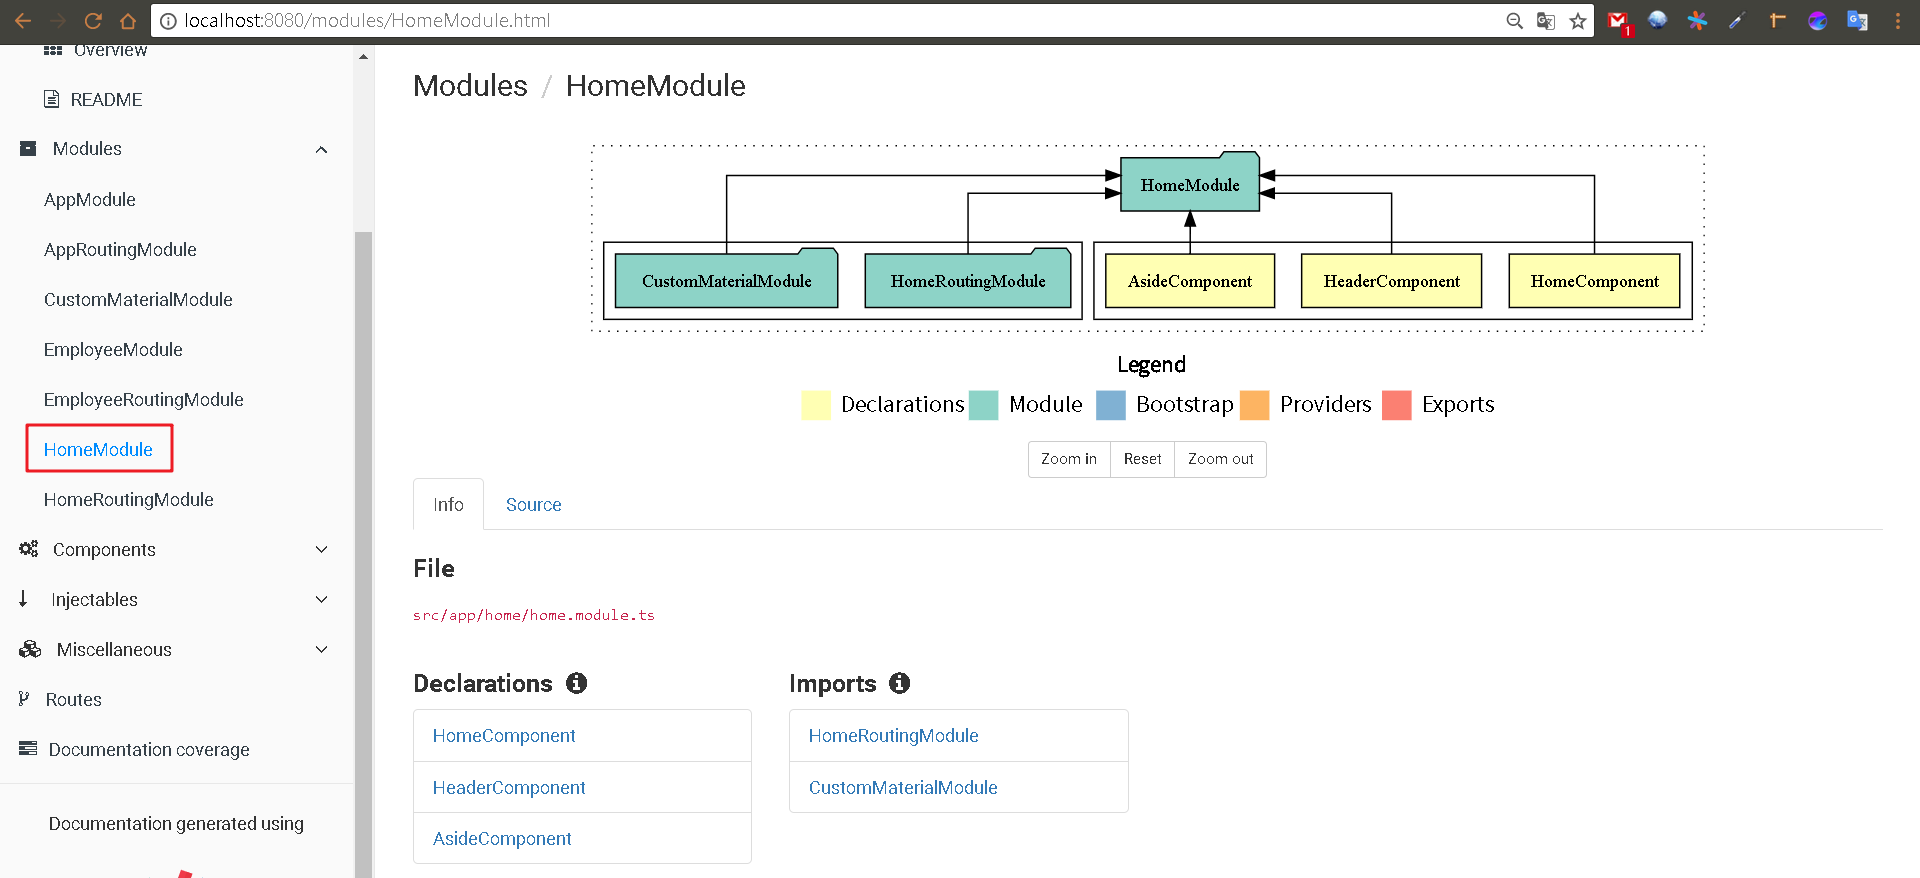 localhost:8080/modules/HomeModule.html
1
Overview
README
Modules
AppModule
AppRoutingModule
CustomMaterialModule
EmployeeModule
EmployeeRoutingModule
HomeModule
HomeRoutingModule
Components
Injectables
Miscellaneous
Routes
Documentation coverage
Documentation generated using
Modules / HomeModule
HomeModule
CustomMaterialModule HomeRoutingModule AsideComponent HeaderComponent HomeComponent
Legend
Declarations Module Bootstrap Providers Exports
Zoom in Reset Zoom out
Info Source
File
src/app/home/home.module.ts
Declarations
HomeComponent
HeaderComponent
AsideComponent
Imports
HomeRoutingModule
CustomMaterialModule